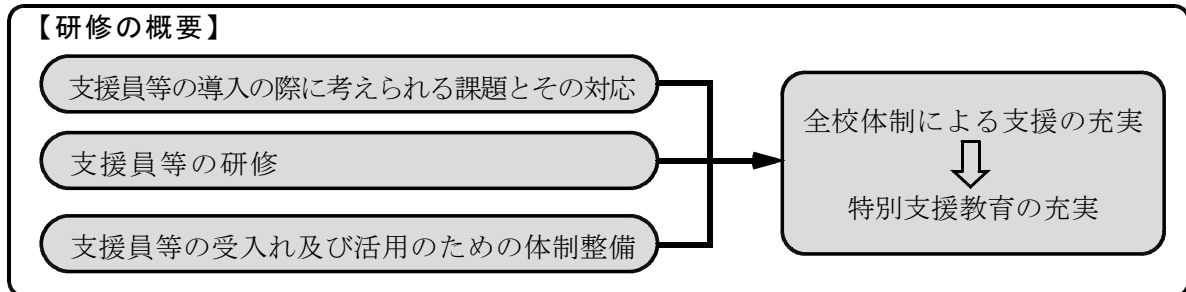 【研修の概要】
支援員等の導入の際に考えられる課題とその対応
支援員等の研修
支援員等の受入れ及び活用のための体制整備
全校体制による支援の充実
特別支援教育の充実